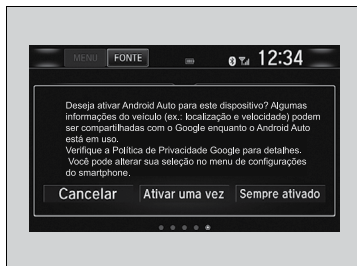 MENU FONTE 12:34
Deseja ativar Android Auto para este dispositivo? Algumas
informações do veículo (ex.: localização e velocidade) podem
ser compartilhadas com o Google enquanto o Android Auto
está em uso.
Verifique a Política de Privacidade Google para detalhes.
Você pode alterar sua seleção no menu de configurações
do smartphone.
Cancelar Ativar uma vez Sempre ativado